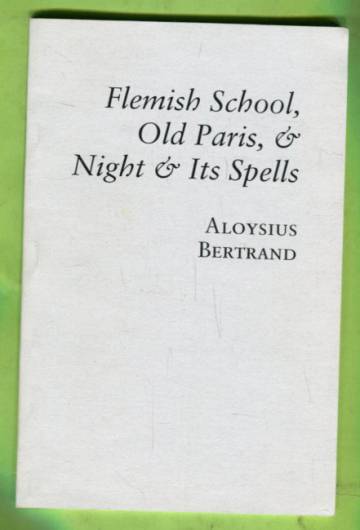 Flemish School,
Old Paris, &
Night & Its Spells
Aloysius
Bertrand